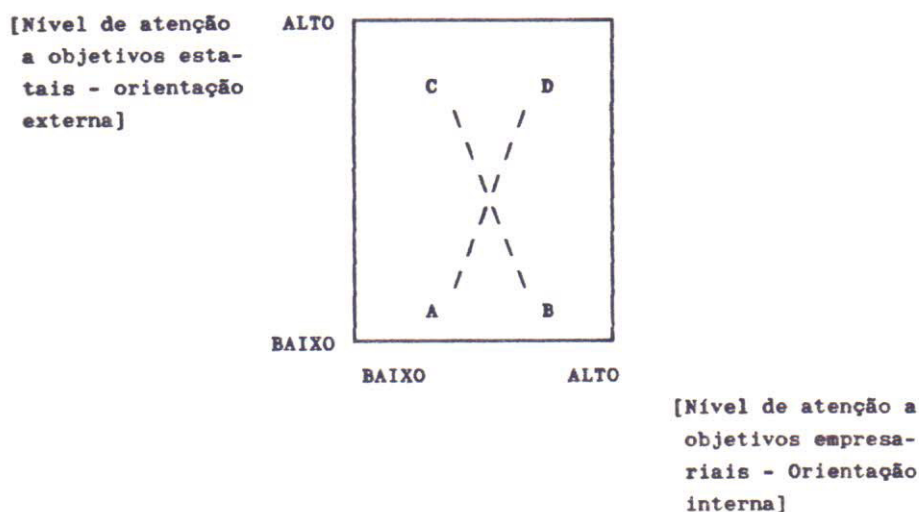 [Nível de atenção
a objetivos esta-
tais - orientação
externa]
ALTO
C D
A B
BAIXO
BAIXO ALTO
[Nível de atenção a
objetivos empresa-
riais - Orientação
interna]